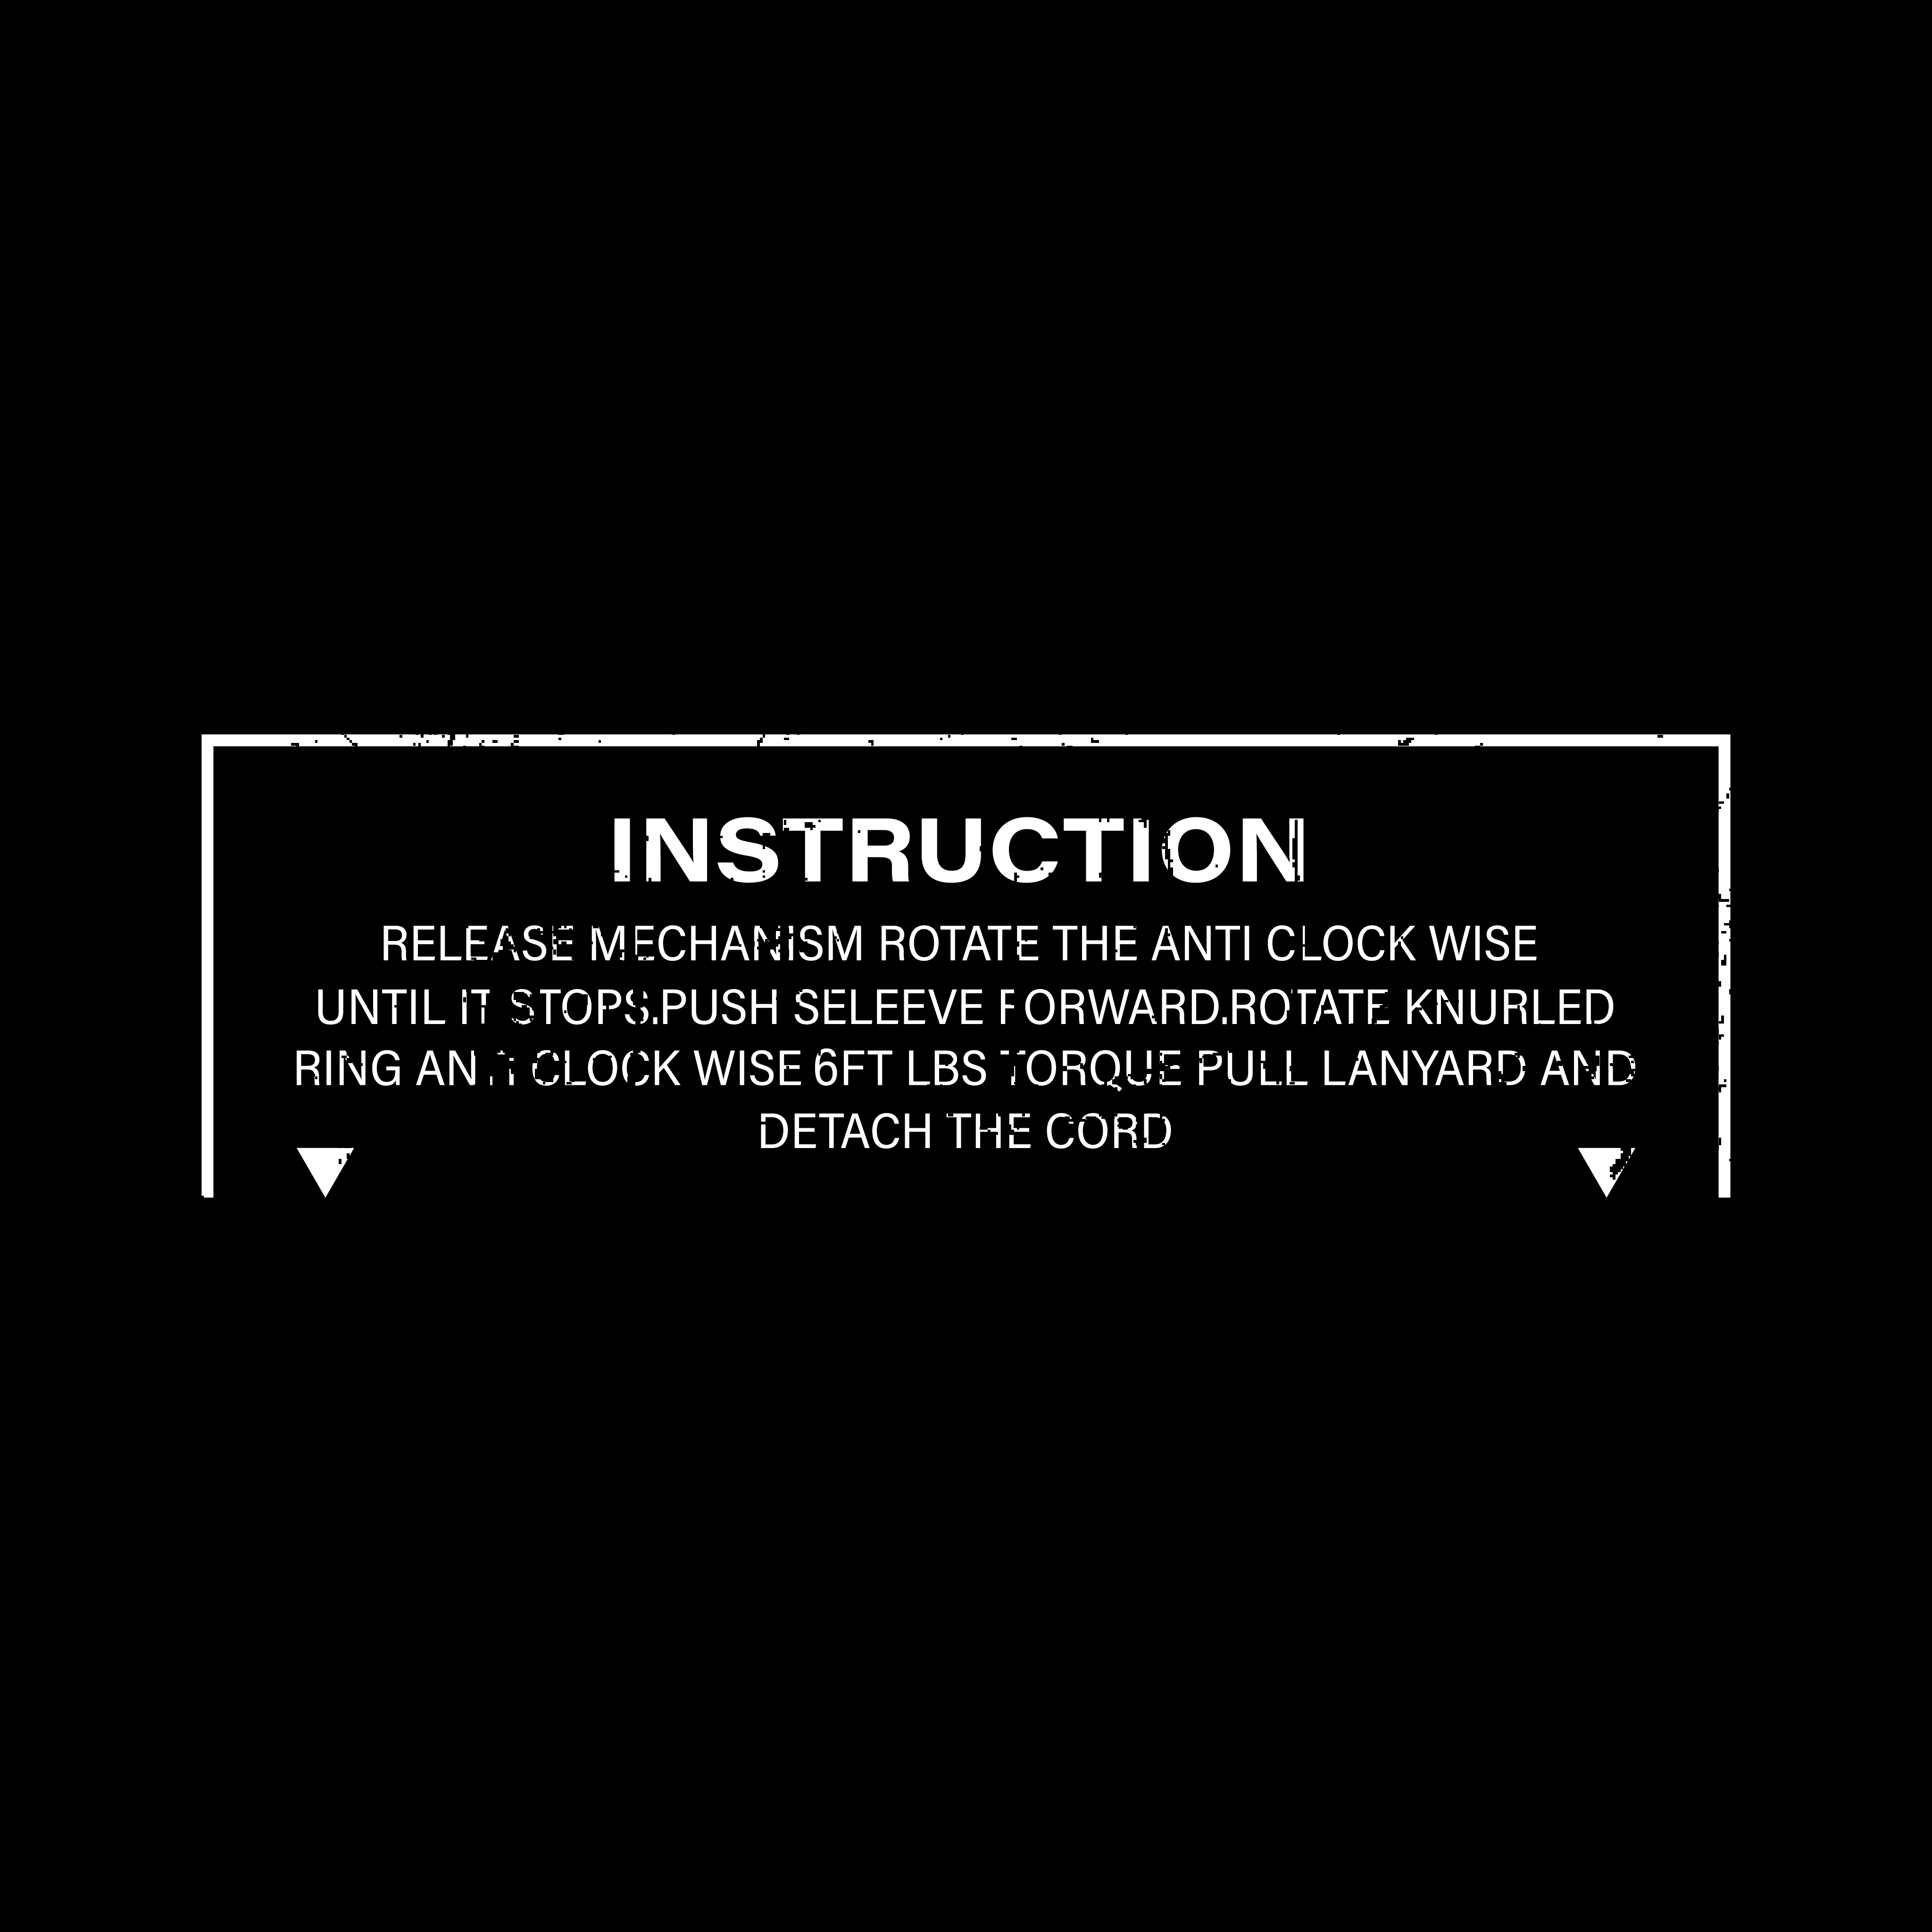 INSTRUCTION
RELEASE MECHANISM ROTATE THE ANTI CLOCK WISE
UNTIL IT STOPS.PUSH SELEEVE FORWARD.ROTATE KNURLED
RING ANTI CLOCK WISE 6FT LBS TORQUE PULL LANYARD AND
DETACH THE CORD